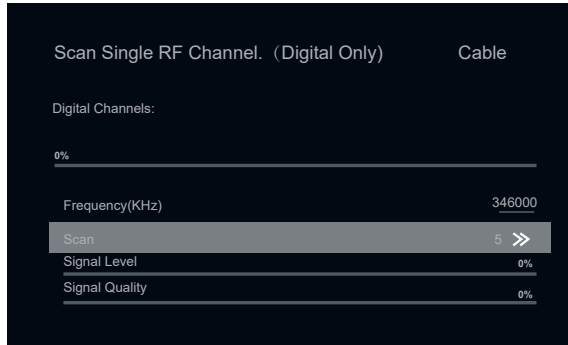 Scan Single RF Channel.（Digital Only) Cable
Digital Channels:
0%
Frequency(KHz) 346000
Scan 5
Signal Level 0%
Signal Quality 0%